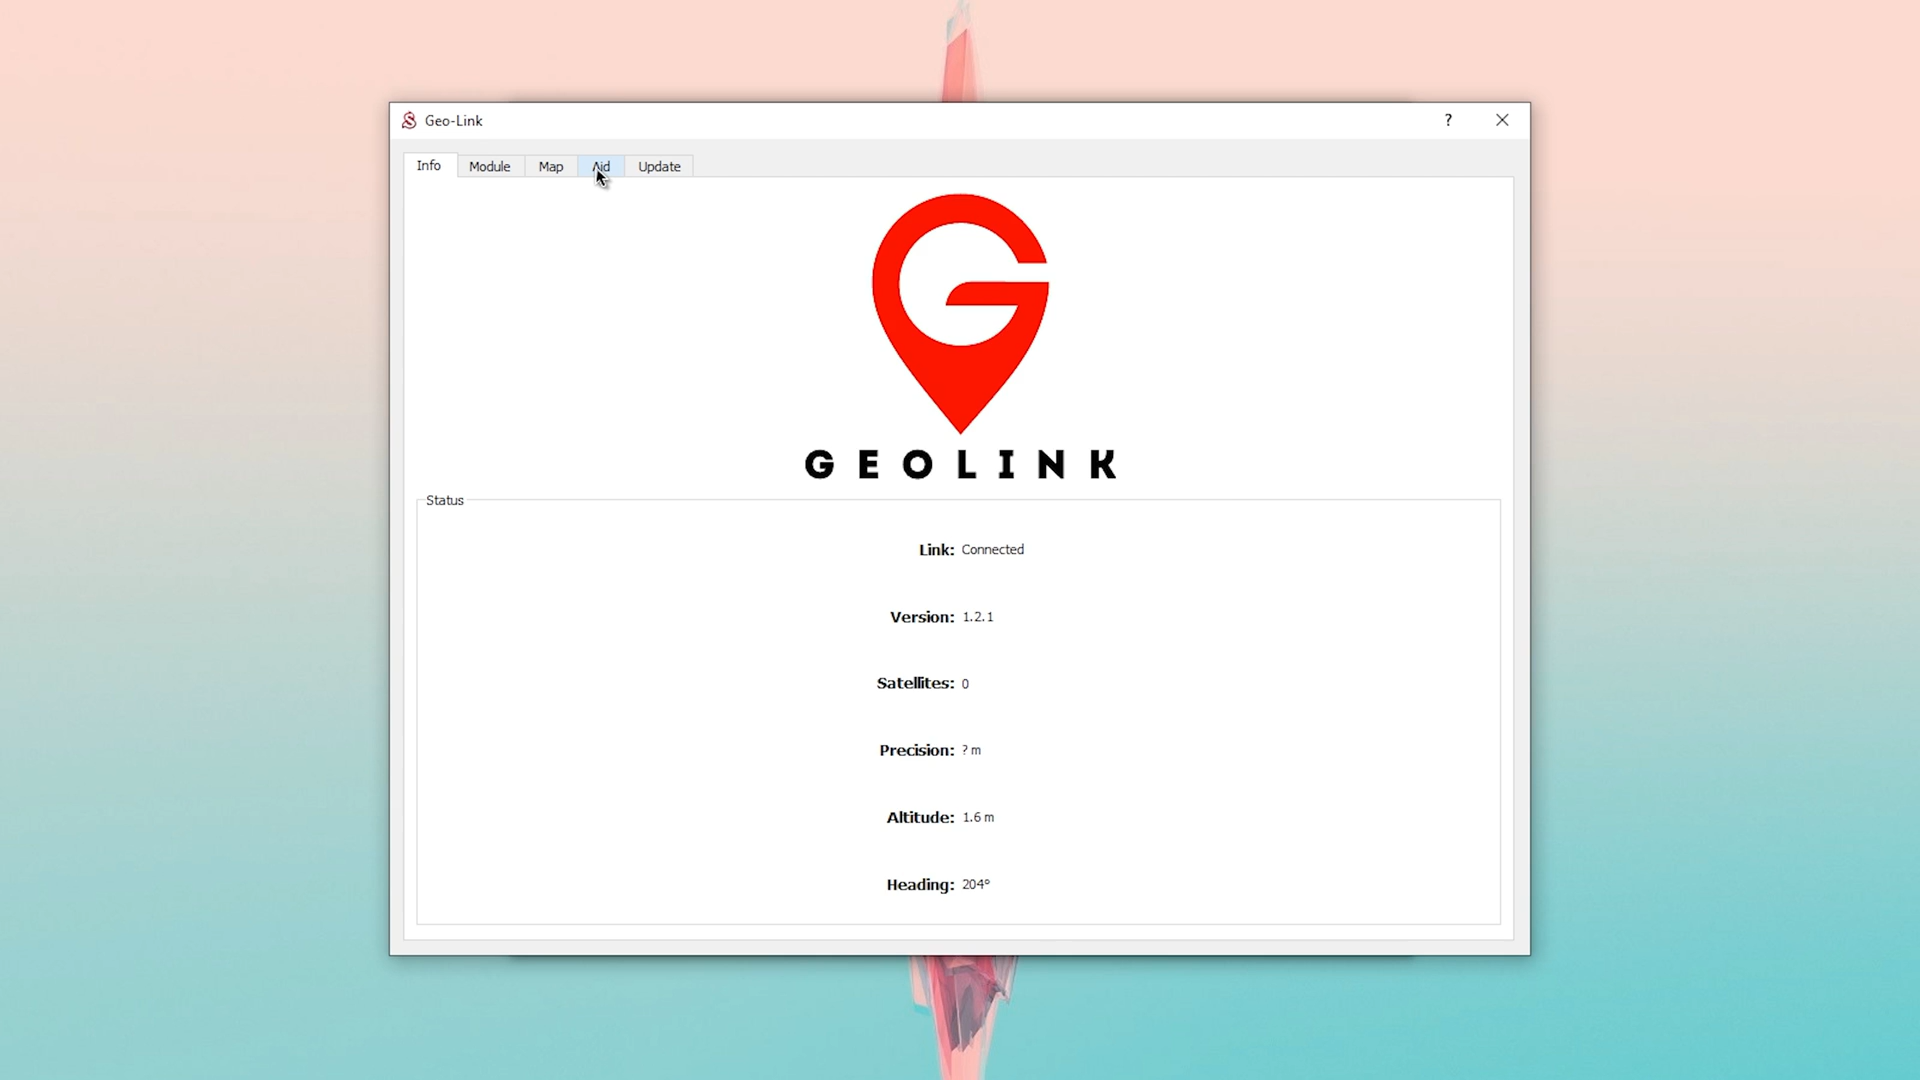 Geo-Link
?
Info Module Map Aid Update
GEOLINK
Status
Link: Connected
Version: 1.2.1
Satellites: 0
Precision: ? m
Altitude: 1.6 m
Heading: 204°